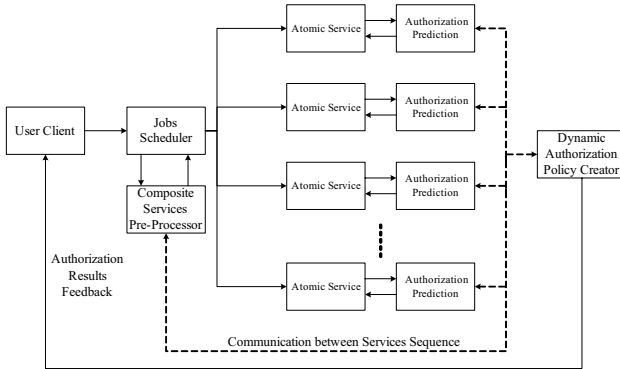 Atomic Service
Authorization
Prediction
Atomic Service
Authorization
Prediction
User Client
Jobs
Scheduler
Dynamic
Authorization
Policy Creator
Atomic Service
Authorization
Prediction
Composite
Services
Pre-Processor
Authorization
Results
Feedback
Atomic Service
Authorization
Prediction
Communication between Services Sequence